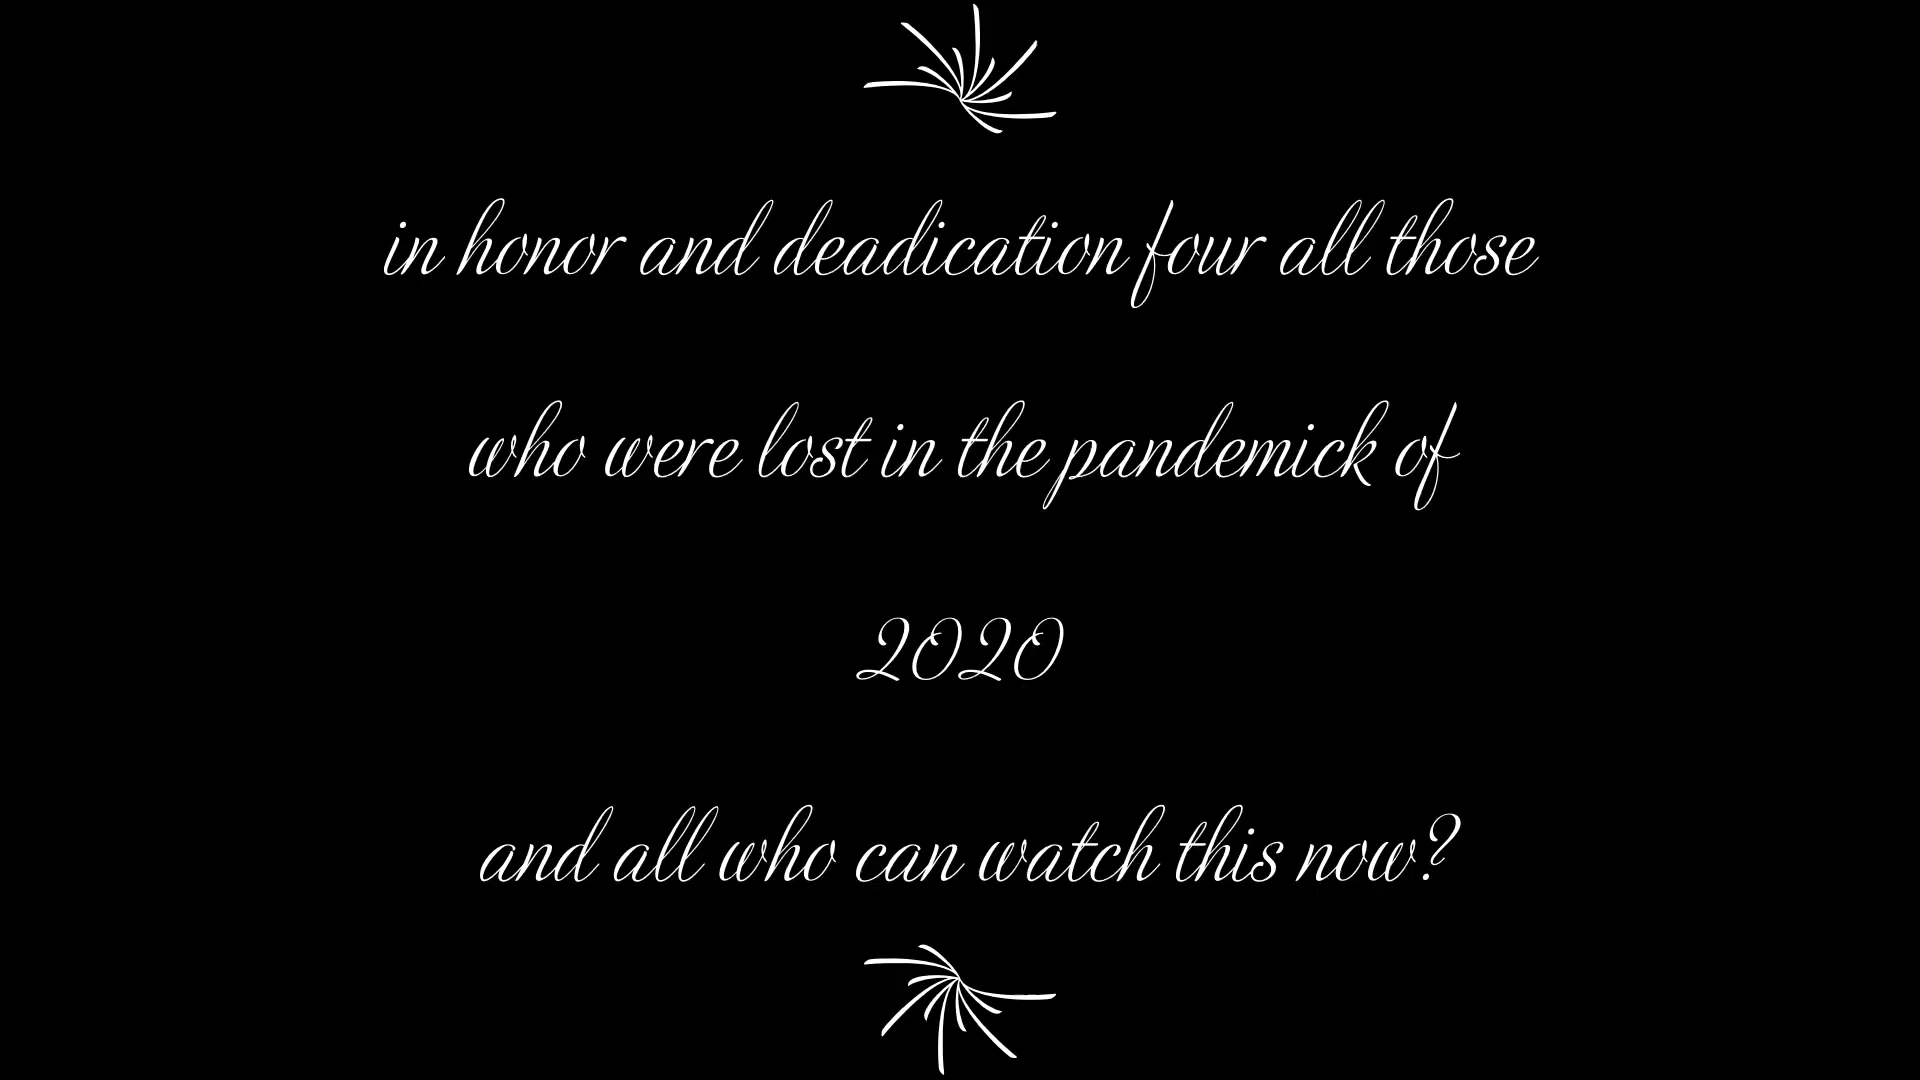 in honor and deadication four all those
who were lost in the pandemick of
2020
and all who can watch this now?